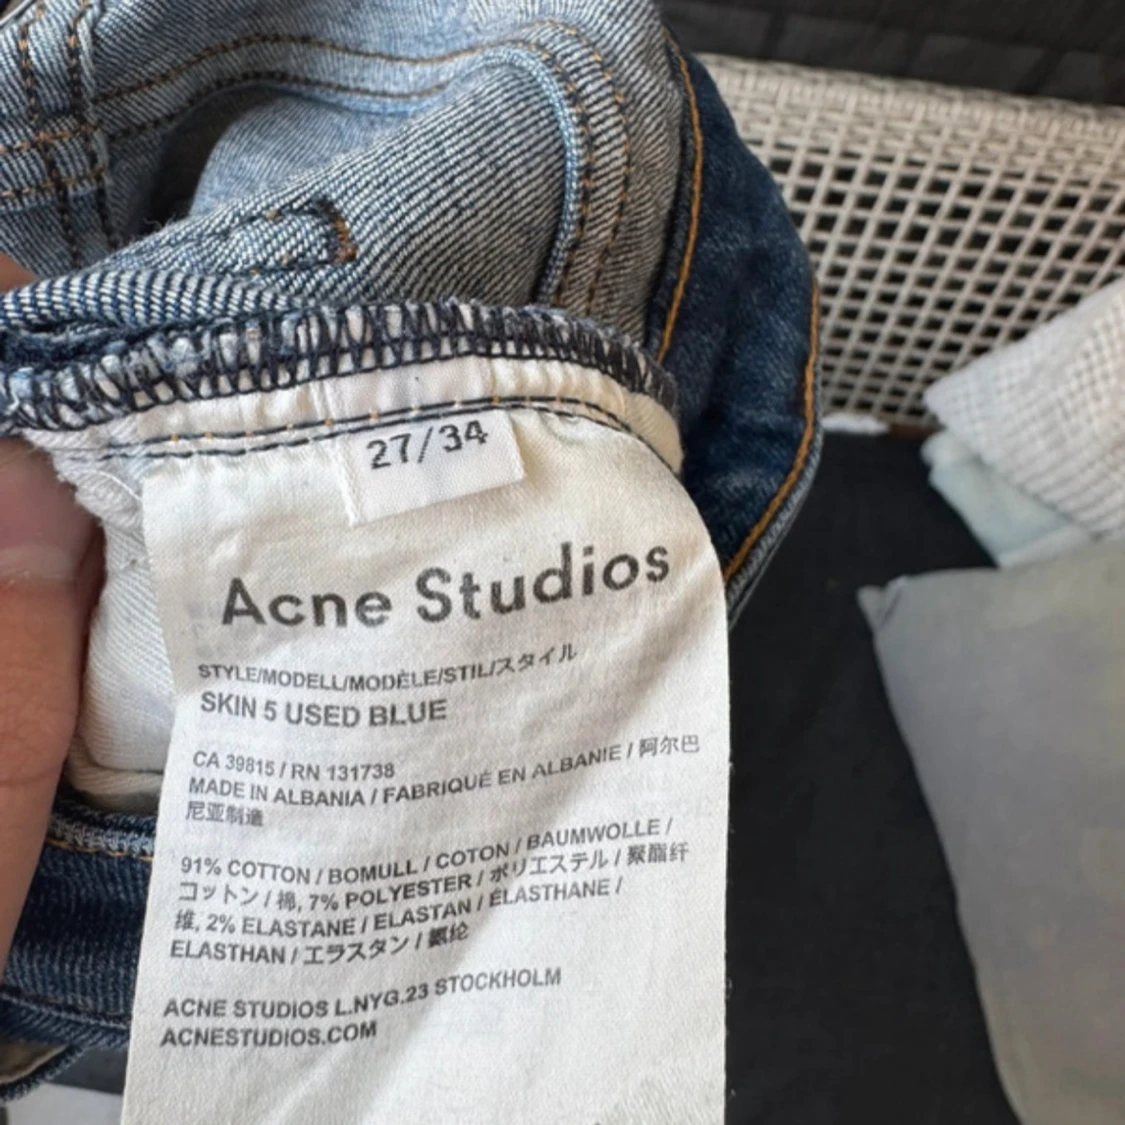 27/34
Acne Studios
STYLE/MODELL/MODÈLE/STIL/スタイル
SKIN 5 USED BLUE
CA 39815 / RN 131738
MADE IN ALBANIA / FABRIQUÉ EN ALBANIE / 阿尔巴
尼亚制造
91% COTTON / BOMULL / COTON / BAUMWOLLE /
コットン / 棉, 7% POLYESTER / ポリエステル / 聚酯纤
维, 2% ELASTANE / ELASTAN / ÉLASTHANE /
ELASTHAN / エラスタン / 氨纶
ACNE STUDIOS L.NYG.23 STOCKHOLM
ACNESTUDIOS.COM